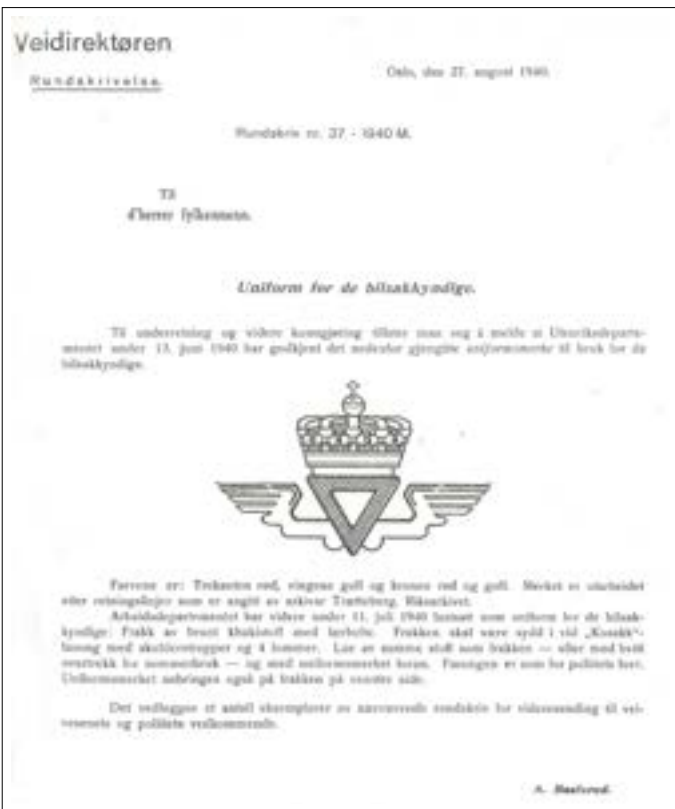 Veidirektøren
Rundskrivelse.
Oslo, den 27. august 1940.
Rundskriv nr. 37 - 1940 M.
Til
d'herrer fylkesmenn.
Uniform for de bilsakkyndige.
Til underretning og videre kunngjøring tillater man seg å melde at Utenriksdeparte-
mentet under 13. juni 1940 har godkjent det nedenfor gjengitte uniformsmerke til bruk for de
bilsakkyndige.
Farvene er: Trekanten rød, vingene gull og kronen rød og gull. Merket er utarbeidet
etter retningslinjer som er angitt av arkivar Trætteberg, Riksarkivet.
Arbeidsdepartementet har videre under 11. juli 1940 bestemt som uniform for de bilsak-
kyndige: Frakk av brunt khakistoff med lærbelte. Frakken skal være sydd i vid „Kosakk"-
fasong med skulderstropper og 4 lommer. Lue av samme stoff som frakken — eller med hvitt
overtrekk for sommerbruk — og med uniformsmerket foran. Fasongen er som for politiets luer.
Uniformsmerket anbringes også på frakken på venstre side.
Det vedlegges et antall eksemplarer av nærværende rundskriv for videresending til vei-
vesenets og politiets vedkommende.
A. Baalsrud.